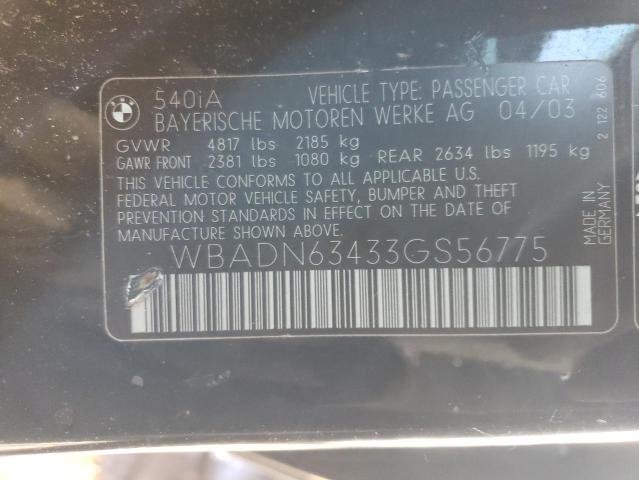 540iA VEHICLE TYPE: PASSENGER CAR
BAYERISCHE MOTOREN WERKE AG 04/03
GVWR 4817 lbs 2185 kg
GAWR FRONT 2381 lbs 1080 kg REAR 2634 lbs 1195 kg
THIS VEHICLE CONFORMS TO ALL APPLICABLE U.S.
FEDERAL MOTOR VEHICLE SAFETY, BUMPER AND THEFT
PREVENTION STANDARDS IN EFFECT ON THE DATE OF
MANUFACTURE SHOWN ABOVE.
WBADN63433GS56775
MADE IN
GERMANY
2 122 606